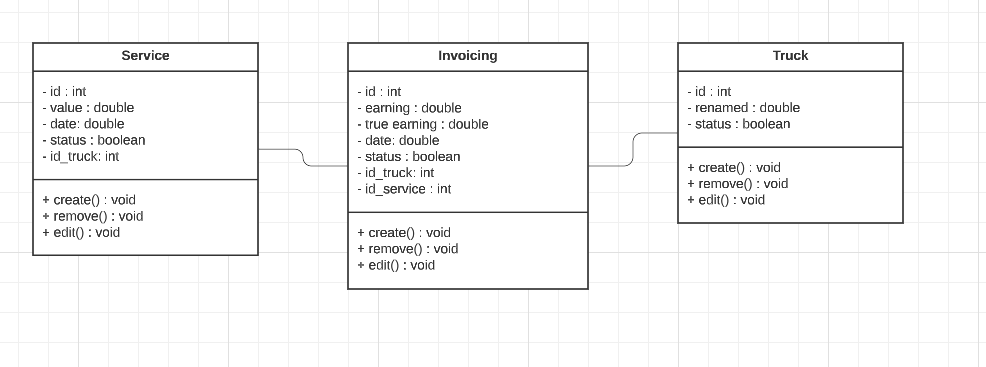 Service
- id : int
- value : double
- date: double
- status : boolean
- id_truck: int
+ create() : void
+ remove() : void
+ edit() : void
Invoicing
- id : int
- earning : double
- true earning : double
- date: double
- status : boolean
- id_truck: int
- id_service : int
+ create() : void
+ remove() : void
+ edit() : void
Truck
- id : int
- renamed : double
- status : boolean
+ create() : void
+ remove() : void
+ edit() : void